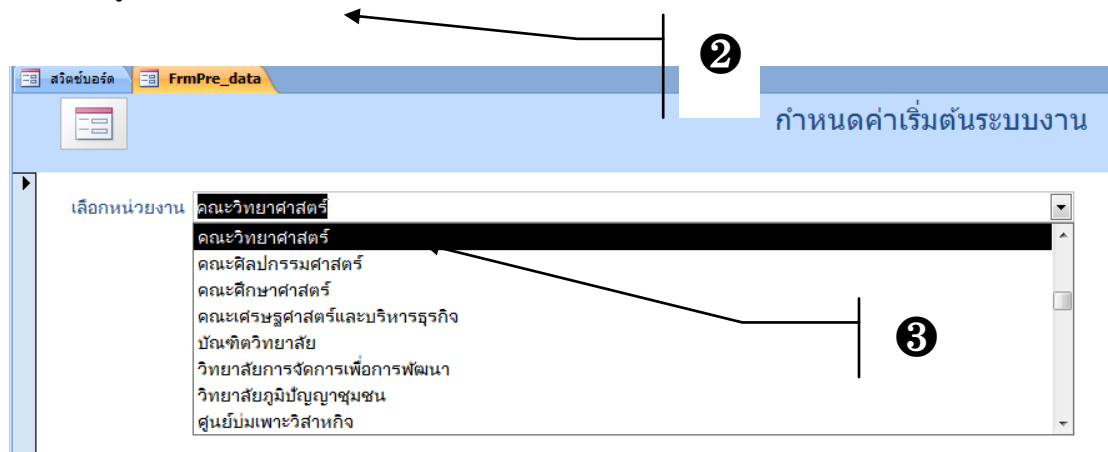 ❷
สวิตช์บอร์ด FrmPre_data
กำหนดค่าเริ่มต้นระบบงาน
เลือกหน่วยงาน คณะวิทยาศาสตร์
คณะวิทยาศาสตร์
คณะศิลปกรรมศาสตร์
คณะศึกษาศาสตร์
คณะเศรษฐศาสตร์และบริหารธุรกิจ
❸
บัณฑิตวิทยาลัย
วิทยาลัยการจัดการเพื่อการพัฒนา
วิทยาลัยภูมิปัญญาชุมชน
ศูนย์บ่มเพาะวิสาหกิจ